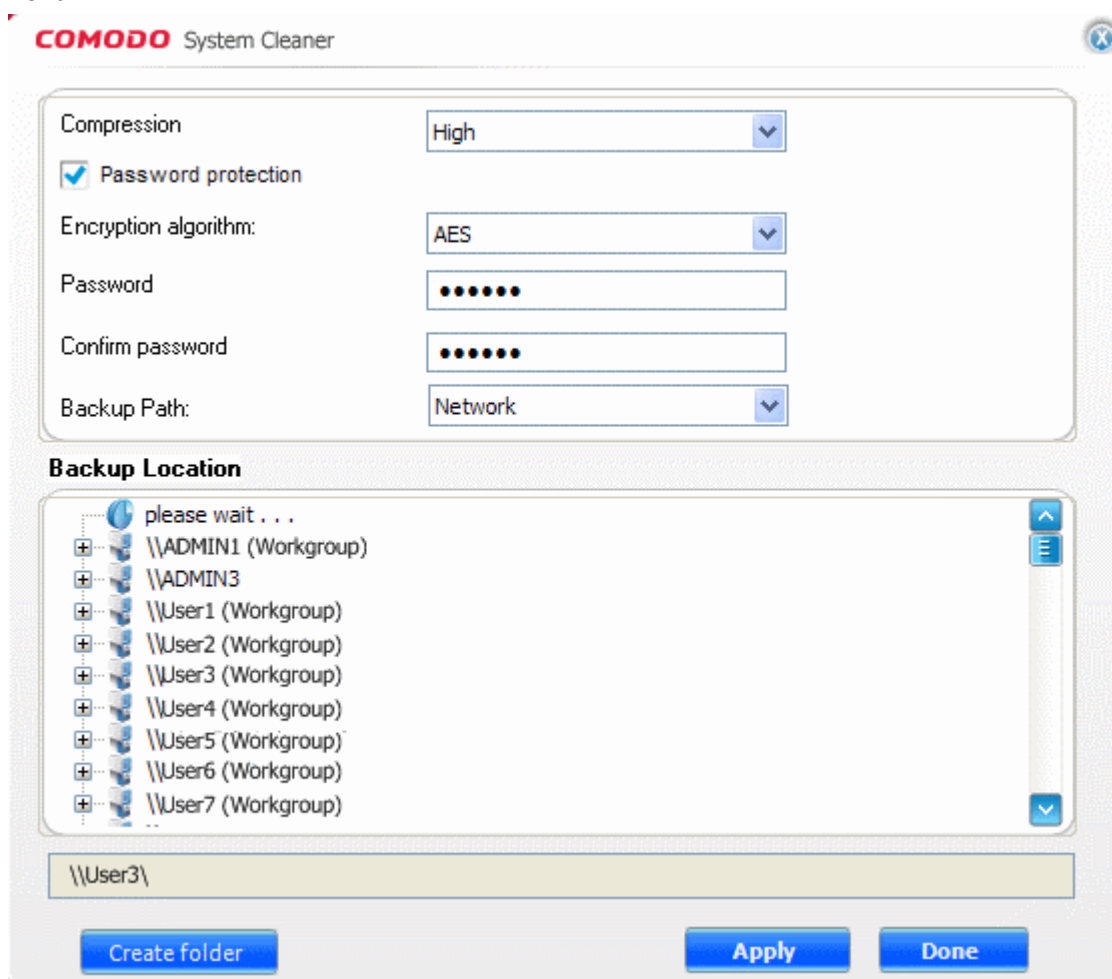 COMODO System Cleaner
Compression High
Password protection
Encryption algorithm: AES
Password ••••••
Confirm password ••••••
Backup Path: Network
Backup Location
please wait . . .
\\ADMIN1 (Workgroup)
\\ADMIN3
\\User1 (Workgroup)
\\User2 (Workgroup)
\\User3 (Workgroup)
\\User4 (Workgroup)
\\User5 (Workgroup)
\\User6 (Workgroup)
\\User7 (Workgroup)
\\User3\
Create folder Apply Done